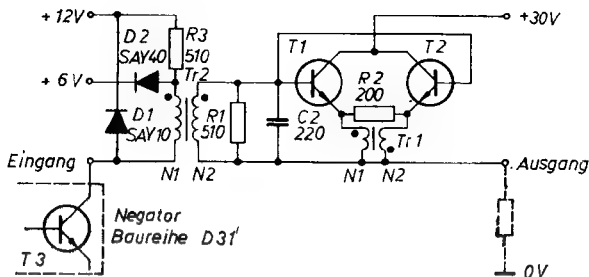 +12V
D2
SAY40
R3
510
T1
T2
+30V
+6V
Tr2
D1
SAY10
R1
510
C2
220
R2
200
Tr1
Eingang
N1
N2
N1
N2
Ausgang
T3
Negator
Baureihe D31'
0V